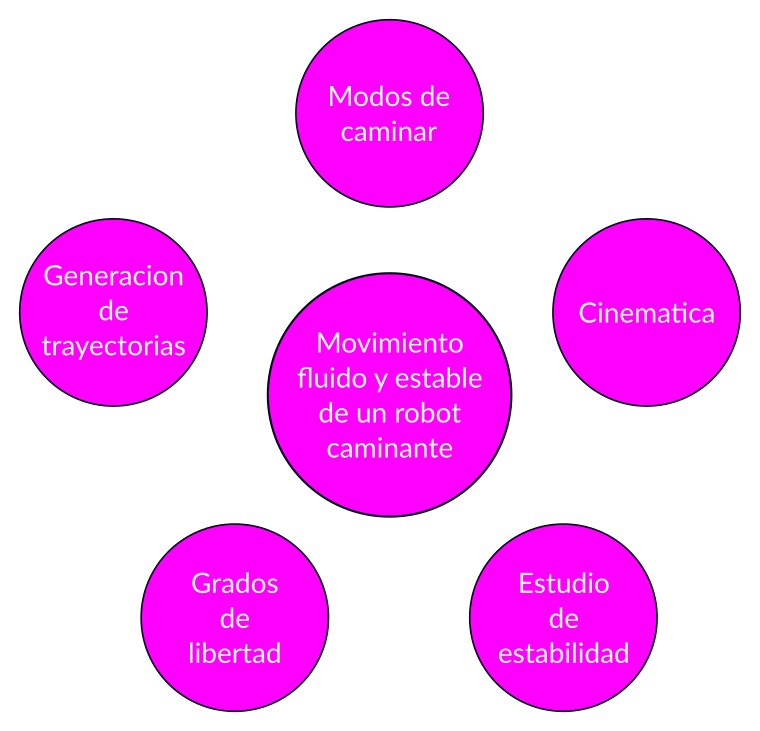 Modos de
caminar
Generacion
de
trayectorias
Cinematica
Movimiento
fluido y estable
de un robot
caminante
Grados
de
libertad
Estudio
de
estabilidad